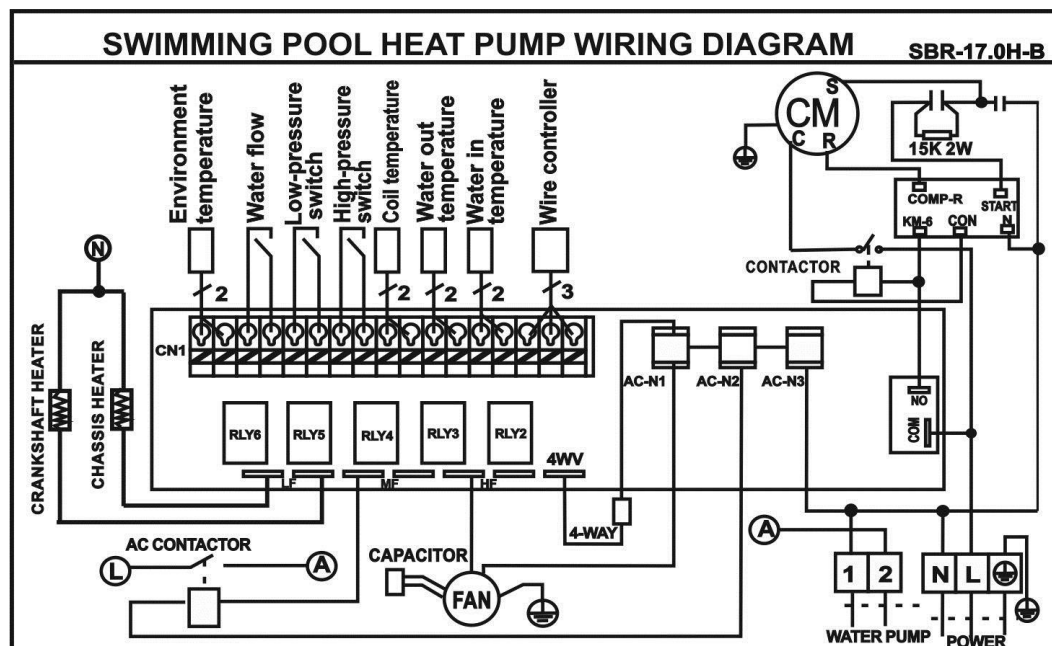 SWIMMING POOL HEAT PUMP WIRING DIAGRAM
SBR-17.0H-B
Environment
temperature
Water flow
Low-pressure
switch
High-pressure
switch
Coil temperature
Water out
temperature
Water in
temperature
Wire controller
2
2
2
2
3
N
CRANKSHAFT HEATER
CHASSIS HEATER
CN1
RLY6
RLY5
RLY4
RLY3
RLY2
LF
MF
HF
4WV
4-WAY
AC-N1
AC-N2
AC-N3
S
CM
C
R
15K 2W
COMP-R
START
KM-6
CON
N
CONTACTOR
NO
COM
AC CONTACTOR
L
A
CAPACITOR
FAN
A
1
2
N
L
WATER PUMP
POWER